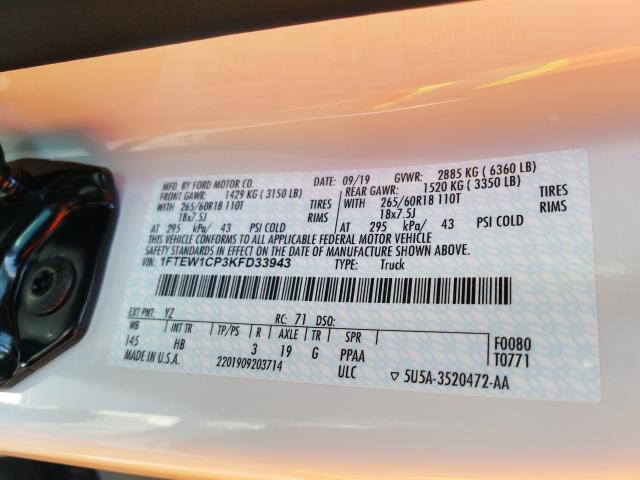 MFD. BY FORD MOTOR CO. DATE: 09/19 GVWR: 2885 KG ( 6360 LB)
FRONT GAWR: 1429 KG ( 3150 LB) REAR GAWR: 1520 KG ( 3350 LB)
WITH 265/60R18 110T TIRES WITH 265/60R18 110T TIRES
18x7.5J RIMS 18x7.5J RIMS
AT 295 kPa/ 43 PSI COLD AT 295 kPa/ 43 PSI COLD
THIS VEHICLE CONFORMS TO ALL APPLICABLE FEDERAL MOTOR VEHICLE
SAFETY STANDARDS IN EFFECT ON THE DATE OF MANUFACTURE SHOWN ABOVE.
VIN: 1FTEW1CP3KFD33943 TYPE: Truck
EXT PNT: YZ RC: 71 DSO:
WB INT TR TP/PS R AXLE TR SPR F0080
145 HB 3 19 G PPAA T0771
MADE IN U.S.A. 2201909203714 ULC ▽ 5U5A-3520472-AA